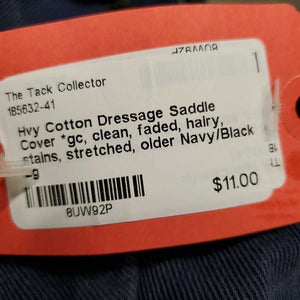 8UW92P
The Tack Collector
185632-41
Hvy Cotton Dressage Saddle
Cover *gc, clean, faded, hairy,
stains, stretched, older Navy/Black
$11.00
8UW92P